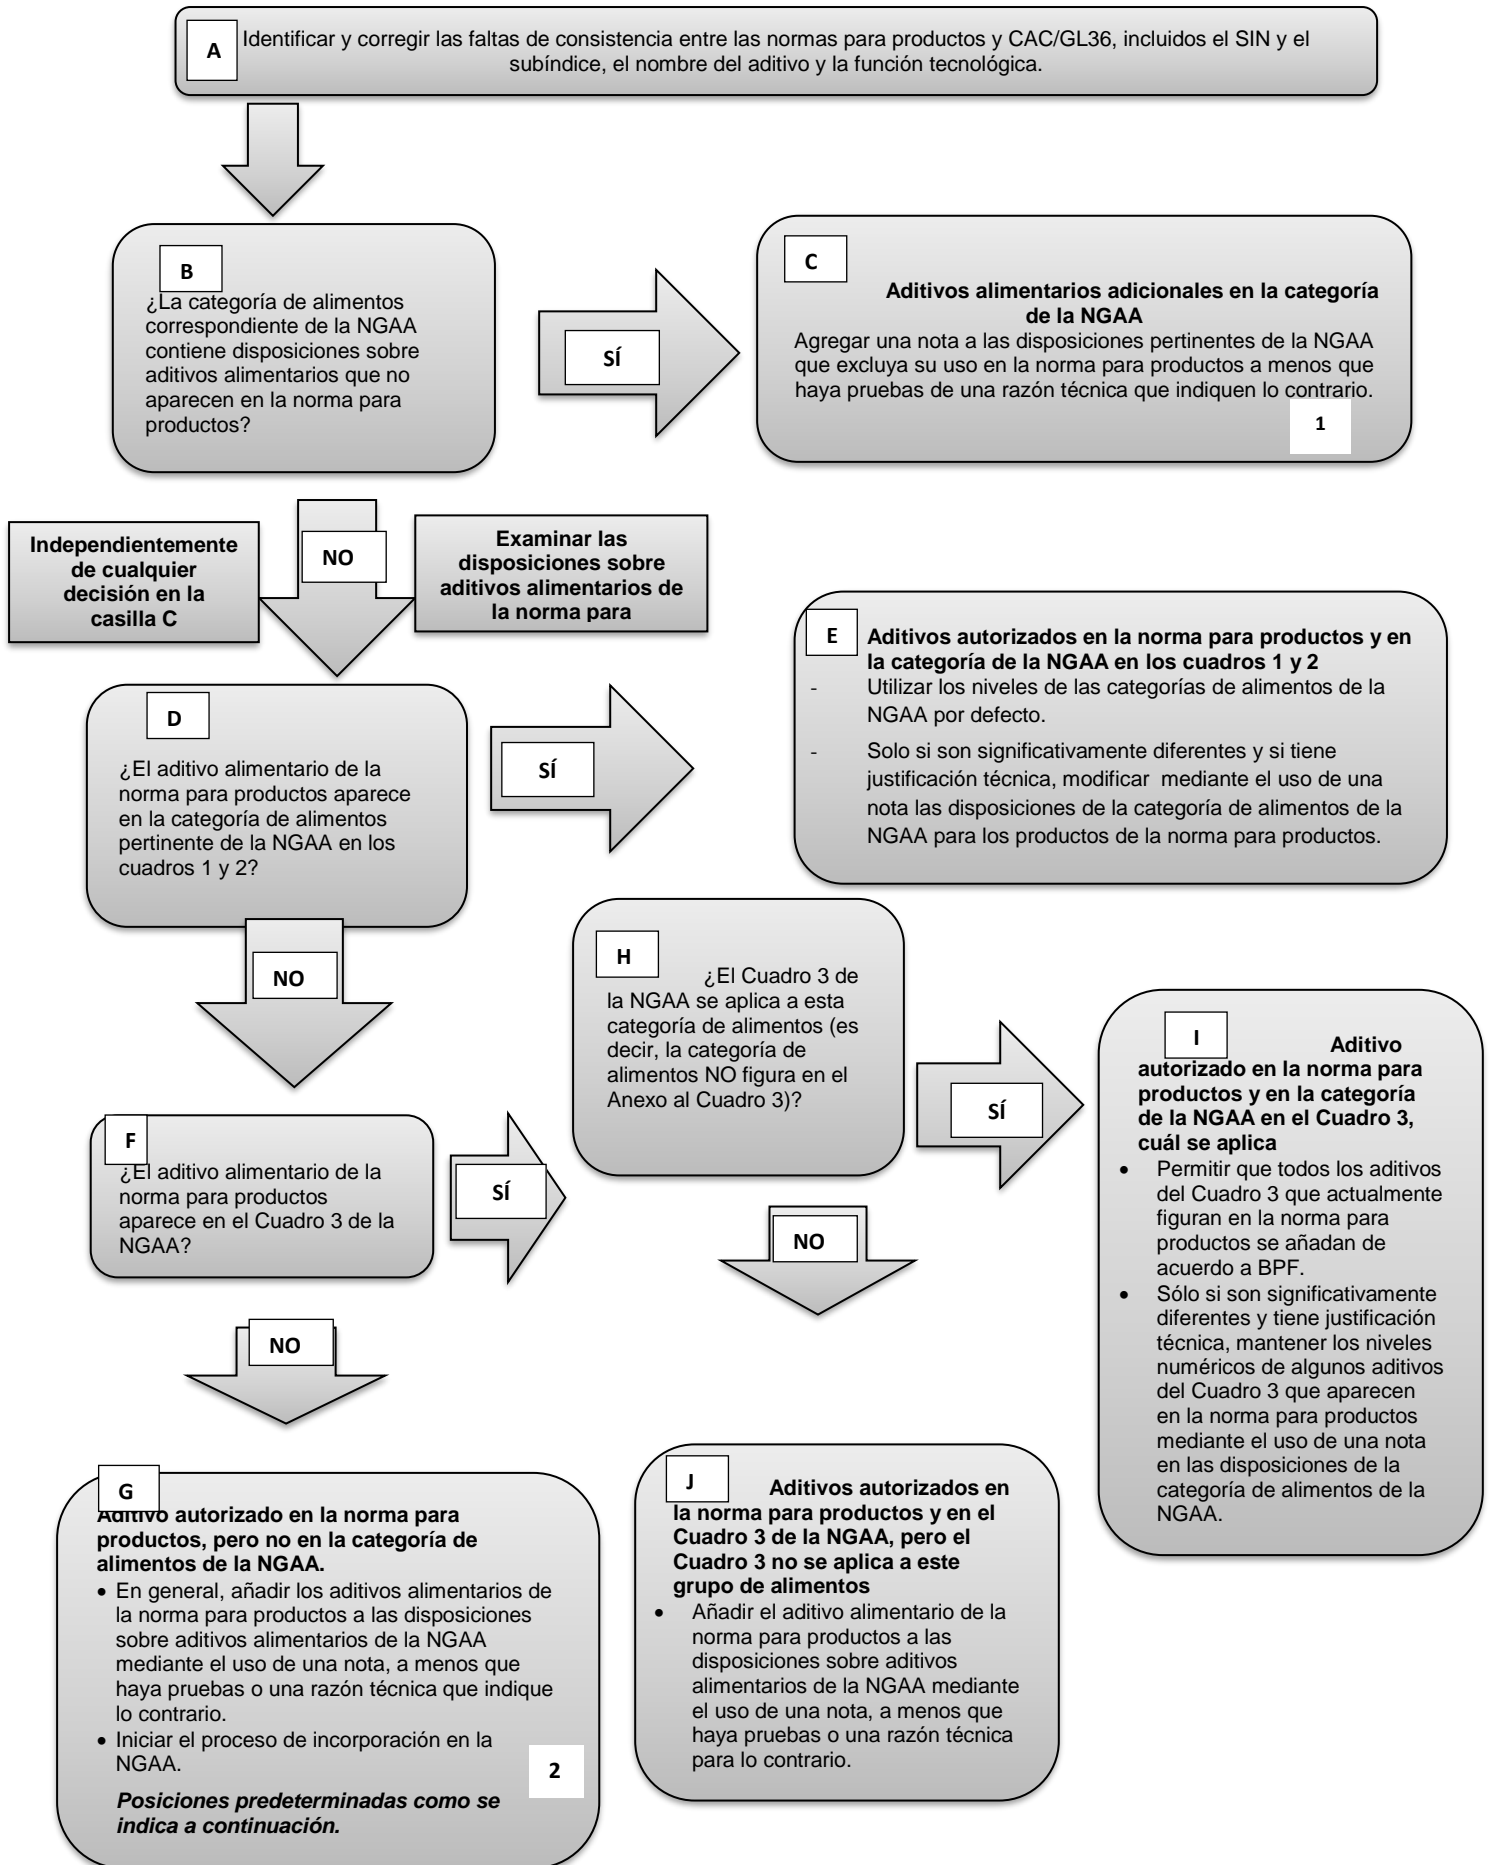 A
Identificar y corregir las faltas de consistencia entre las normas para productos y CAC/GL36, incluidos el SIN y el
subíndice, el nombre del aditivo y la función tecnológica.
B
¿La categoría de alimentos
correspondiente de la NGAA
contiene disposiciones sobre
aditivos alimentarios que no
aparecen en la norma para
productos?
SÍ
C
Aditivos alimentarios adicionales en la categoría
de la NGAA
Agregar una nota a las disposiciones pertinentes de la NGAA
que excluya su uso en la norma para productos a menos que
haya pruebas de una razón técnica que indiquen lo contrario.
1
Independientemente
de cualquier
decisión en la
casilla C
NO
Examinar las
disposiciones sobre
aditivos alimentarios de
la norma para
D
¿El aditivo alimentario de la
norma para productos aparece
en la categoría de alimentos
pertinente de la NGAA en los
cuadros 1 y 2?
SÍ
E
Aditivos autorizados en la norma para productos y en
la categoría de la NGAA en los cuadros 1 y 2
- Utilizar los niveles de las categorías de alimentos de la
NGAA por defecto.
- Solo si son significativamente diferentes y si tiene
justificación técnica, modificar mediante el uso de una
nota las disposiciones de la categoría de alimentos de la
NGAA para los productos de la norma para productos.
NO
F
¿El aditivo alimentario de la
norma para productos
aparece en el Cuadro 3 de la
NGAA?
SÍ
H
¿El Cuadro 3 de
la NGAA se aplica a esta
categoría de alimentos (es
decir, la categoría de
alimentos NO figura en el
Anexo al Cuadro 3)?
SÍ
I
Aditivo
autorizado en la norma para
productos y en la categoría
de la NGAA en el Cuadro 3,
cuál se aplica
• Permitir que todos los aditivos
del Cuadro 3 que actualmente
figuran en la norma para
productos se añadan de
acuerdo a BPF.
• Sólo si son significativamente
diferentes y tiene justificación
técnica, mantener los niveles
numéricos de algunos aditivos
del Cuadro 3 que aparecen
en la norma para productos
mediante el uso de una nota
en las disposiciones de la
categoría de alimentos de la
NGAA.
NO
NO
G
Aditivo autorizado en la norma para
productos, pero no en la categoría de
alimentos de la NGAA.
• En general, añadir los aditivos alimentarios de
la norma para productos a las disposiciones
sobre aditivos alimentarios de la NGAA
mediante el uso de una nota, a menos que
haya pruebas o una razón técnica que indique
lo contrario.
• Iniciar el proceso de incorporación en la
NGAA.
2
Posiciones predeterminadas como se
indica a continuación.
J
Aditivos autorizados en
la norma para productos y en el
Cuadro 3 de la NGAA, pero el
Cuadro 3 no se aplica a este
grupo de alimentos
• Añadir el aditivo alimentario de la
norma para productos a las
disposiciones sobre aditivos
alimentarios de la NGAA mediante
el uso de una nota, a menos que
haya pruebas o una razón técnica
para lo contrario.